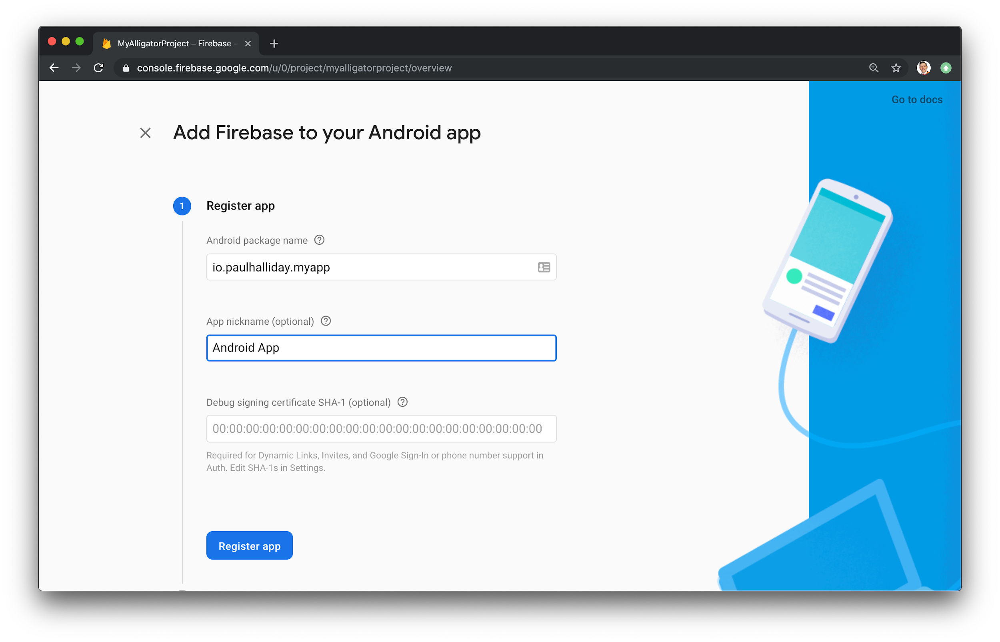 MyAlligatorProject – Firebase –
console.firebase.google.com/u/0/project/myalligatorproject/overview
Go to docs
Add Firebase to your Android app
1 Register app
Android package name
io.paulhalliday.myapp
App nickname (optional)
Android App
Debug signing certificate SHA-1 (optional)
00:00:00:00:00:00:00:00:00:00:00:00:00:00:00:00:00:00:00:00
Required for Dynamic Links, Invites, and Google Sign-In or phone number support in
Auth. Edit SHA-1s in Settings.
Register app